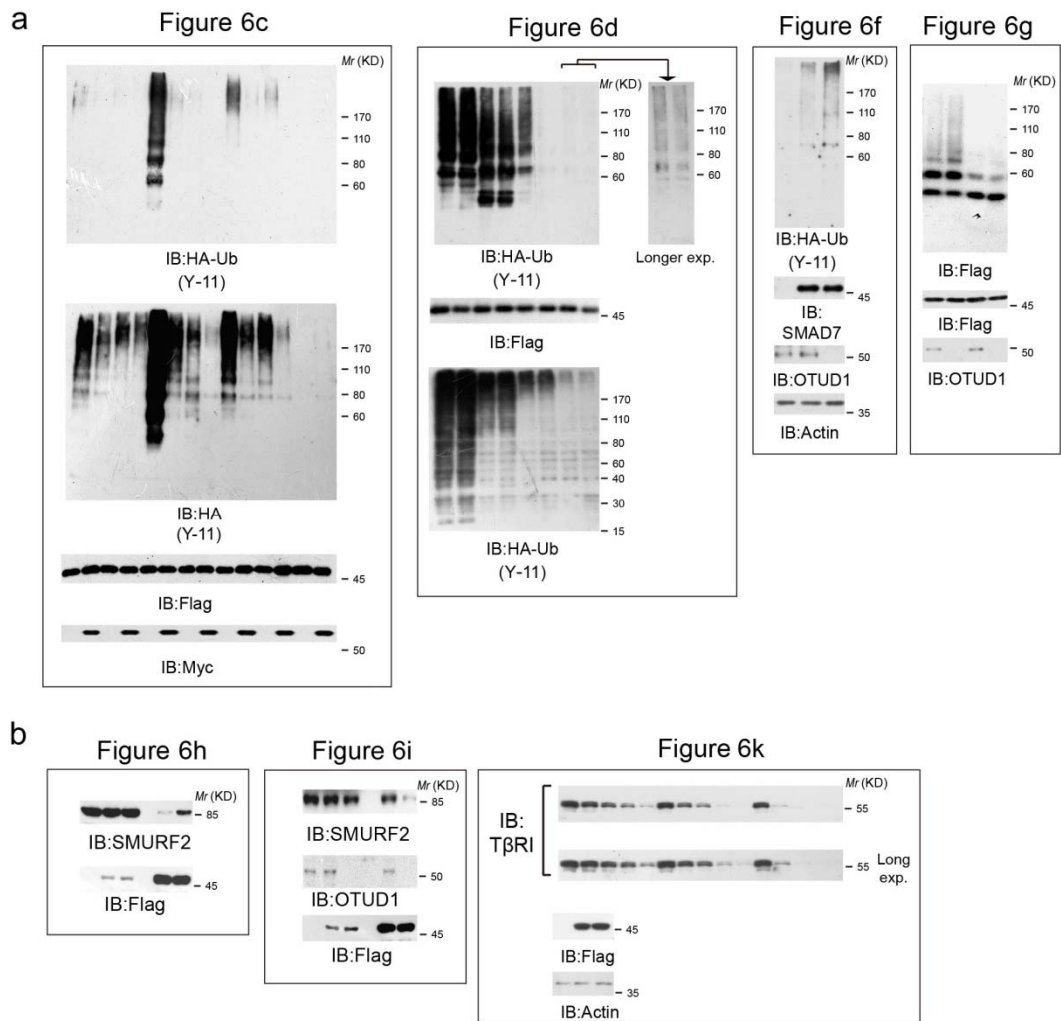 a
Figure 6c
Mr (KD)
170
110
80
60
IB:HA-Ub
(Y-11)
170
110
80
60
IB:HA
(Y-11)
45
IB:Flag
50
IB:Myc
Figure 6d
Mr (KD)
170
110
80
60
IB:HA-Ub
(Y-11)
170
110
80
60
Longer exp.
45
IB:Flag
170
110
80
60
40
30
15
IB:HA-Ub
(Y-11)
Figure 6f
Mr (KD)
170
110
80
60
IB:HA-Ub
(Y-11)
45
IB:
SMAD7
50
IB:OTUD1
35
IB:Actin
Figure 6g
Mr (KD)
170
110
80
60
IB:Flag
45
IB:Flag
50
IB:OTUD1
b
Figure 6h
Mr (KD)
85
IB:SMURF2
45
IB:Flag
Figure 6i
Mr (KD)
85
IB:SMURF2
50
IB:OTUD1
45
IB:Flag
Figure 6k
Mr (KD)
IB:
TβRI
55
55
Long
exp.
45
IB:Flag
35
IB:Actin